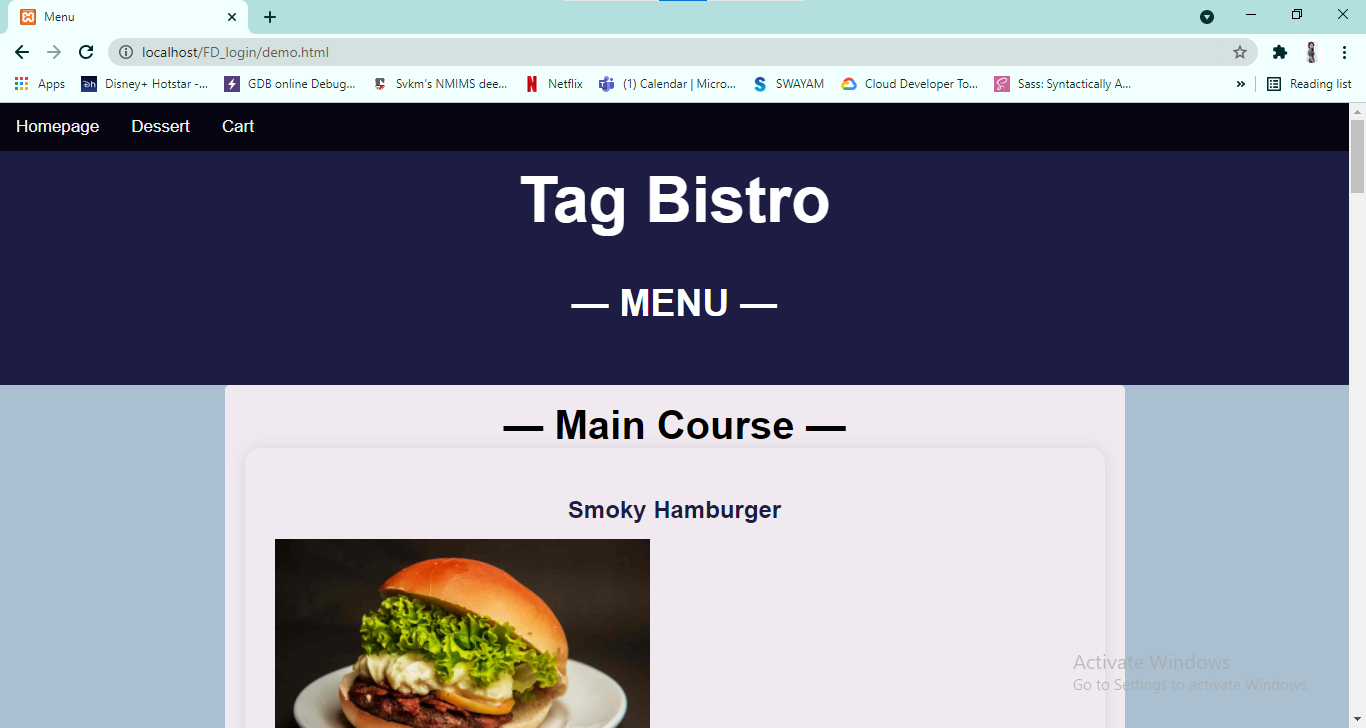 Menu
localhost/FD_login/demo.html
Apps Disney+ Hotstar -... GDB online Debug... Svkm's NMIMS dee... Netflix (1) Calendar | Micro... SWAYAM Cloud Developer To... Sass: Syntactically A... » Reading list
Homepage Dessert Cart
Tag Bistro
— MENU —
— Main Course —
Smoky Hamburger
Activate Windows
Go to Settings to activate Windows.